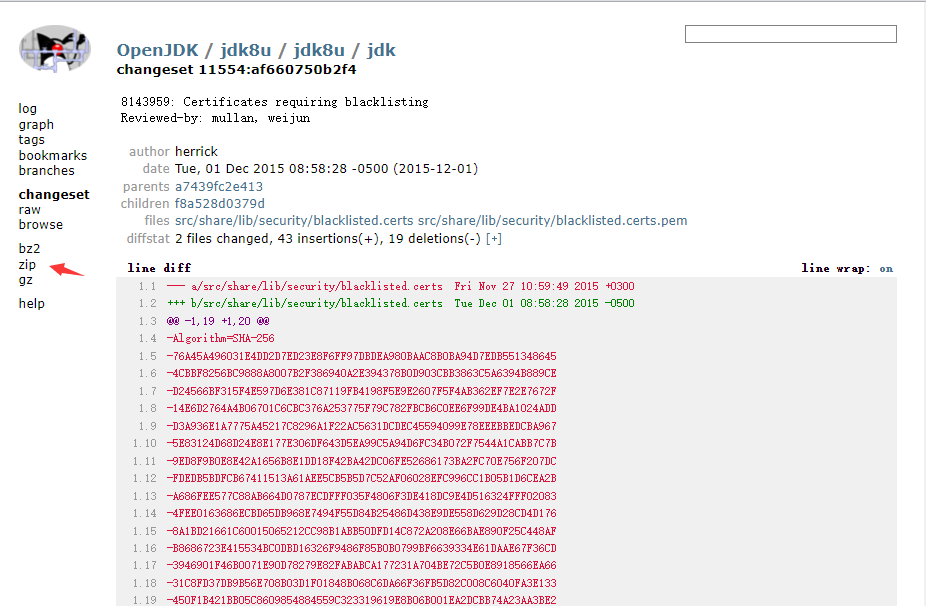 OpenJDK / jdk8u / jdk8u / jdk
changeset 11554:af660750b2f4
8143959: Certificates requiring blacklisting
Reviewed-by: mullan, weijun
log
graph
tags
bookmarks
branches
changeset
raw
browse
bz2
zip
gz
help
author herrick
date Tue, 01 Dec 2015 08:58:28 -0500 (2015-12-01)
parents a7439fc2e413
children f8a528d0379d
files src/share/lib/security/blacklisted.certs src/share/lib/security/blacklisted.certs.pem
diffstat 2 files changed, 43 insertions(+), 19 deletions(-) [+]
line diff
line wrap: on
1.1 --- a/src/share/lib/security/blacklisted.certs Fri Nov 27 10:59:49 2015 +0300
1.2 +++ b/src/share/lib/security/blacklisted.certs Tue Dec 01 08:58:28 2015 -0500
1.3 @@ -1,19 +1,20 @@
1.4 -Algorithm=SHA-256
1.5 -76A45A496031E4DD2D7ED23E8F6FF97DBDEA980BAAC8B0BA94D7EDB551348645
1.6 -4CBBF8256BC9888A8007B2F386940A2E394378B0D903CBB3863C5A6394B889CE
1.7 -D24566BF315F4E597D6E381C87119FB4198F5E9E2607F5F4AB362EF7E2E7672F
1.8 -14E6D2764A4B06701C6CBC376A253775F79C782FBCB6C0EE6F99DE4BA1024ADD
1.9 -D3A936E1A7775A45217C8296A1F22AC5631DCDEC45594099E78EEEBBEDCBA967
1.10 -5E83124D68D24E8E177E306DF643D5EA99C5A94D6FC34B072F7544A1CABB7C7B
1.11 -9ED8F9B0E8E42A1656B8E1DD18F42BA42DC06FE52686173BA2FC70E756F207DC
1.12 -FDEDB5BDFCB67411513A61AEE5CB5B5D7C52AF06028EFC996CC1B05B1D6CEA2B
1.13 -A686FEE577C88AB664D0787ECDFFF035F4806F3DE418DC9E4D516324FFF02083
1.14 -4FEE0163686ECBD65DB968E7494F55D84B25486D438E9DE558D629D28CD4D176
1.15 -8A1BD21661C60015065212CC98B1ABB50DFD14C872A208E66BAE890F25C448AF
1.16 -B8686723E415534BC0DBD16326F9486F85B0B0799BF6639334E61DAAE67F36CD
1.17 -3946901F46B0071E90D78279E82FABABCA177231A704BE72C5B0E8918566EA66
1.18 -31C8FD37DB9B56E708B03D1F01848B068C6DA66F36FB5D82C008C6040FA3E133
1.19 -450F1B421BB05C8609854884559C323319619E8B06B001EA2DCBB74A23AA3BE2